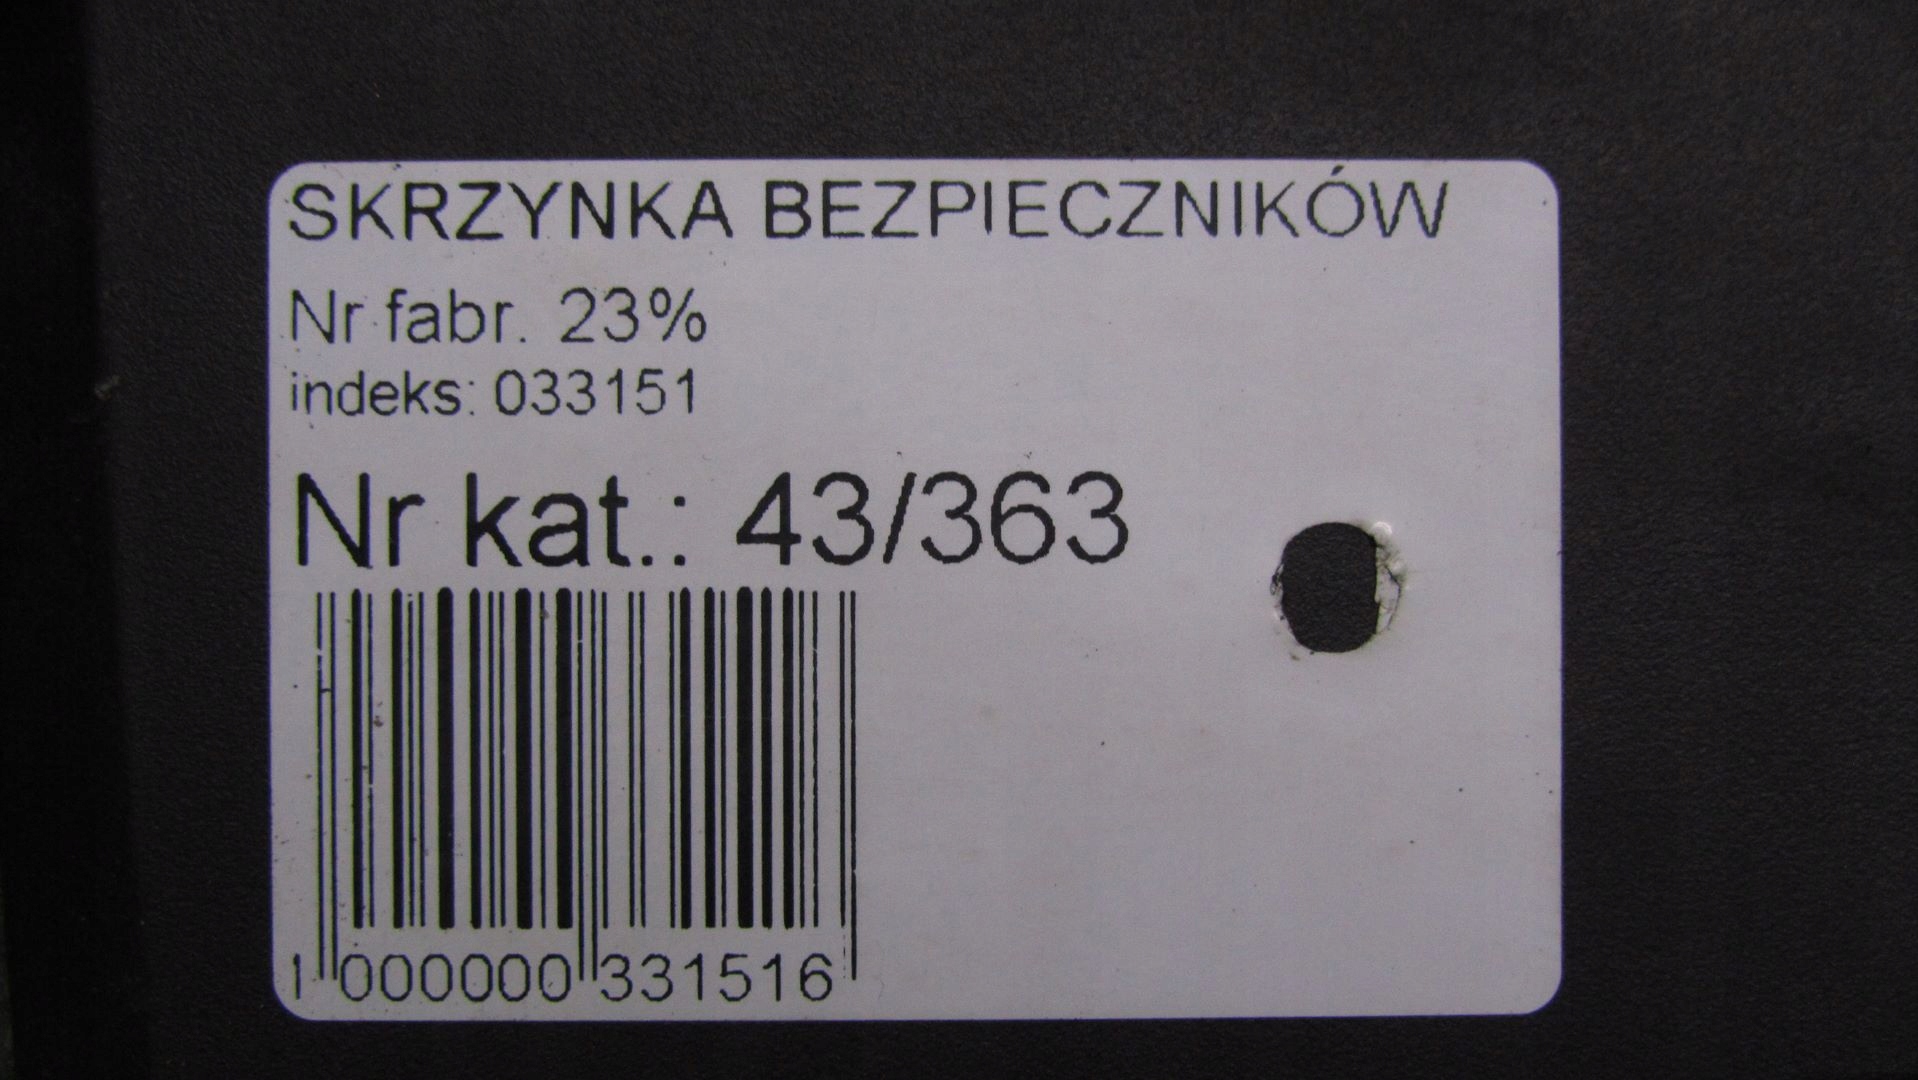 SKRZYNKA BEZPIECZNIKÓW
Nr fabr. 23%
indeks: 033151
Nr kat.: 43/363
1 000000 331516